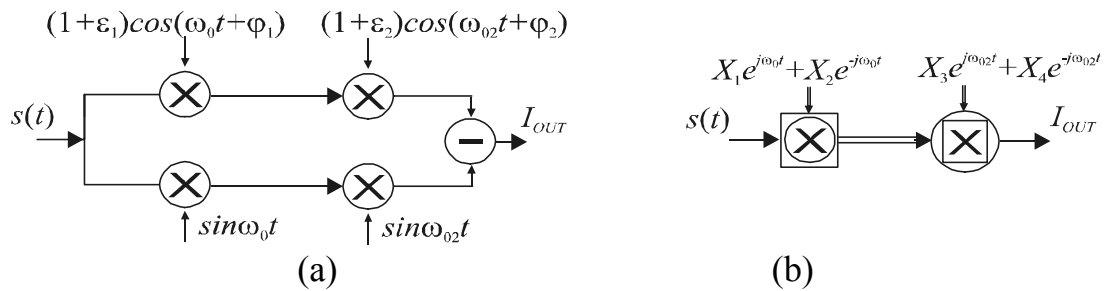 (1+ε₁)cos(ω₀t+φ₁) (1+ε₂)cos(ω₀₂t+φ₂)
s(t)
I_OUT
sinω₀t sinω₀₂t
(a)
X₁e^{jω₀t}+X₂e^{-jω₀t} X₃e^{jω₀₂t}+X₄e^{-jω₀₂t}
s(t)
I_OUT
(b)